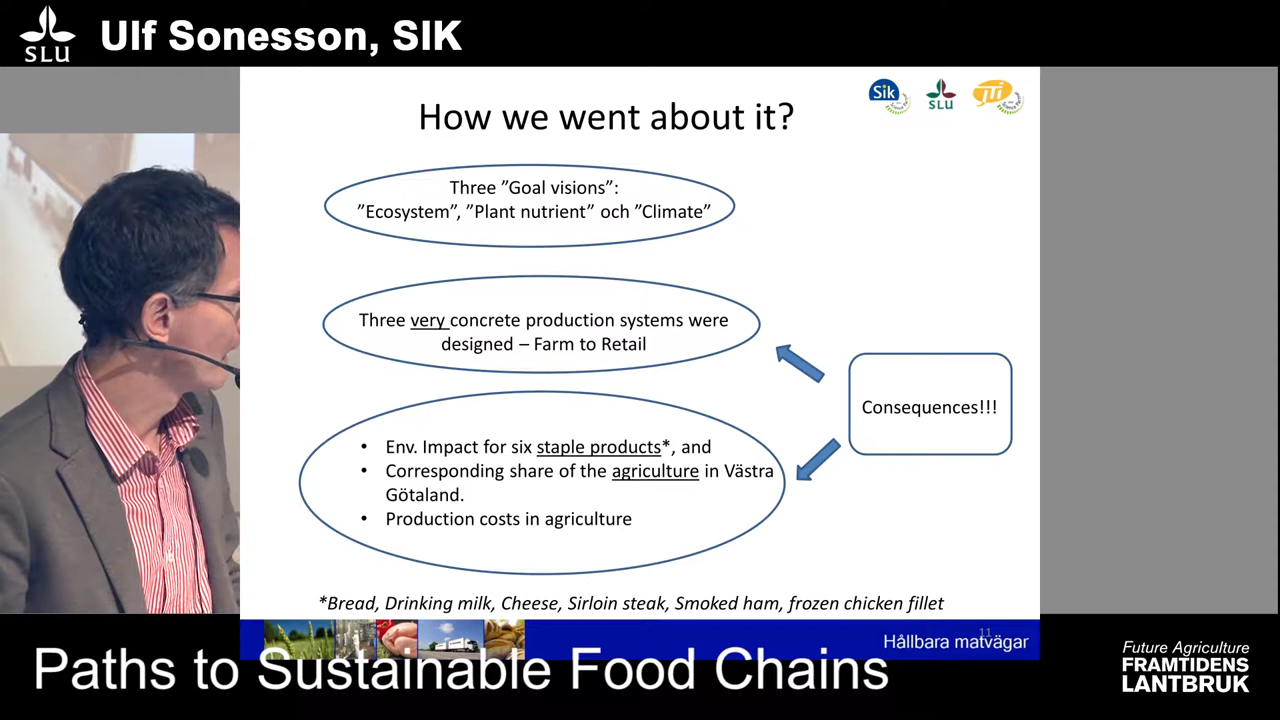 Ulf Sonesson, SIK
SLU
Sik
SLU
JTI
How we went about it?
Three ”Goal visions”:
”Ecosystem”, ”Plant nutrient” och ”Climate”
Three very concrete production systems were
designed – Farm to Retail
Consequences!!!
• Env. Impact for six staple products*, and
• Corresponding share of the agriculture in Västra
Götaland.
• Production costs in agriculture
*Bread, Drinking milk, Cheese, Sirloin steak, Smoked ham, frozen chicken fillet
11
Hållbara matvägar
Paths to Sustainable Food Chains
Future Agriculture
FRAMTIDENS
LANTBRUK